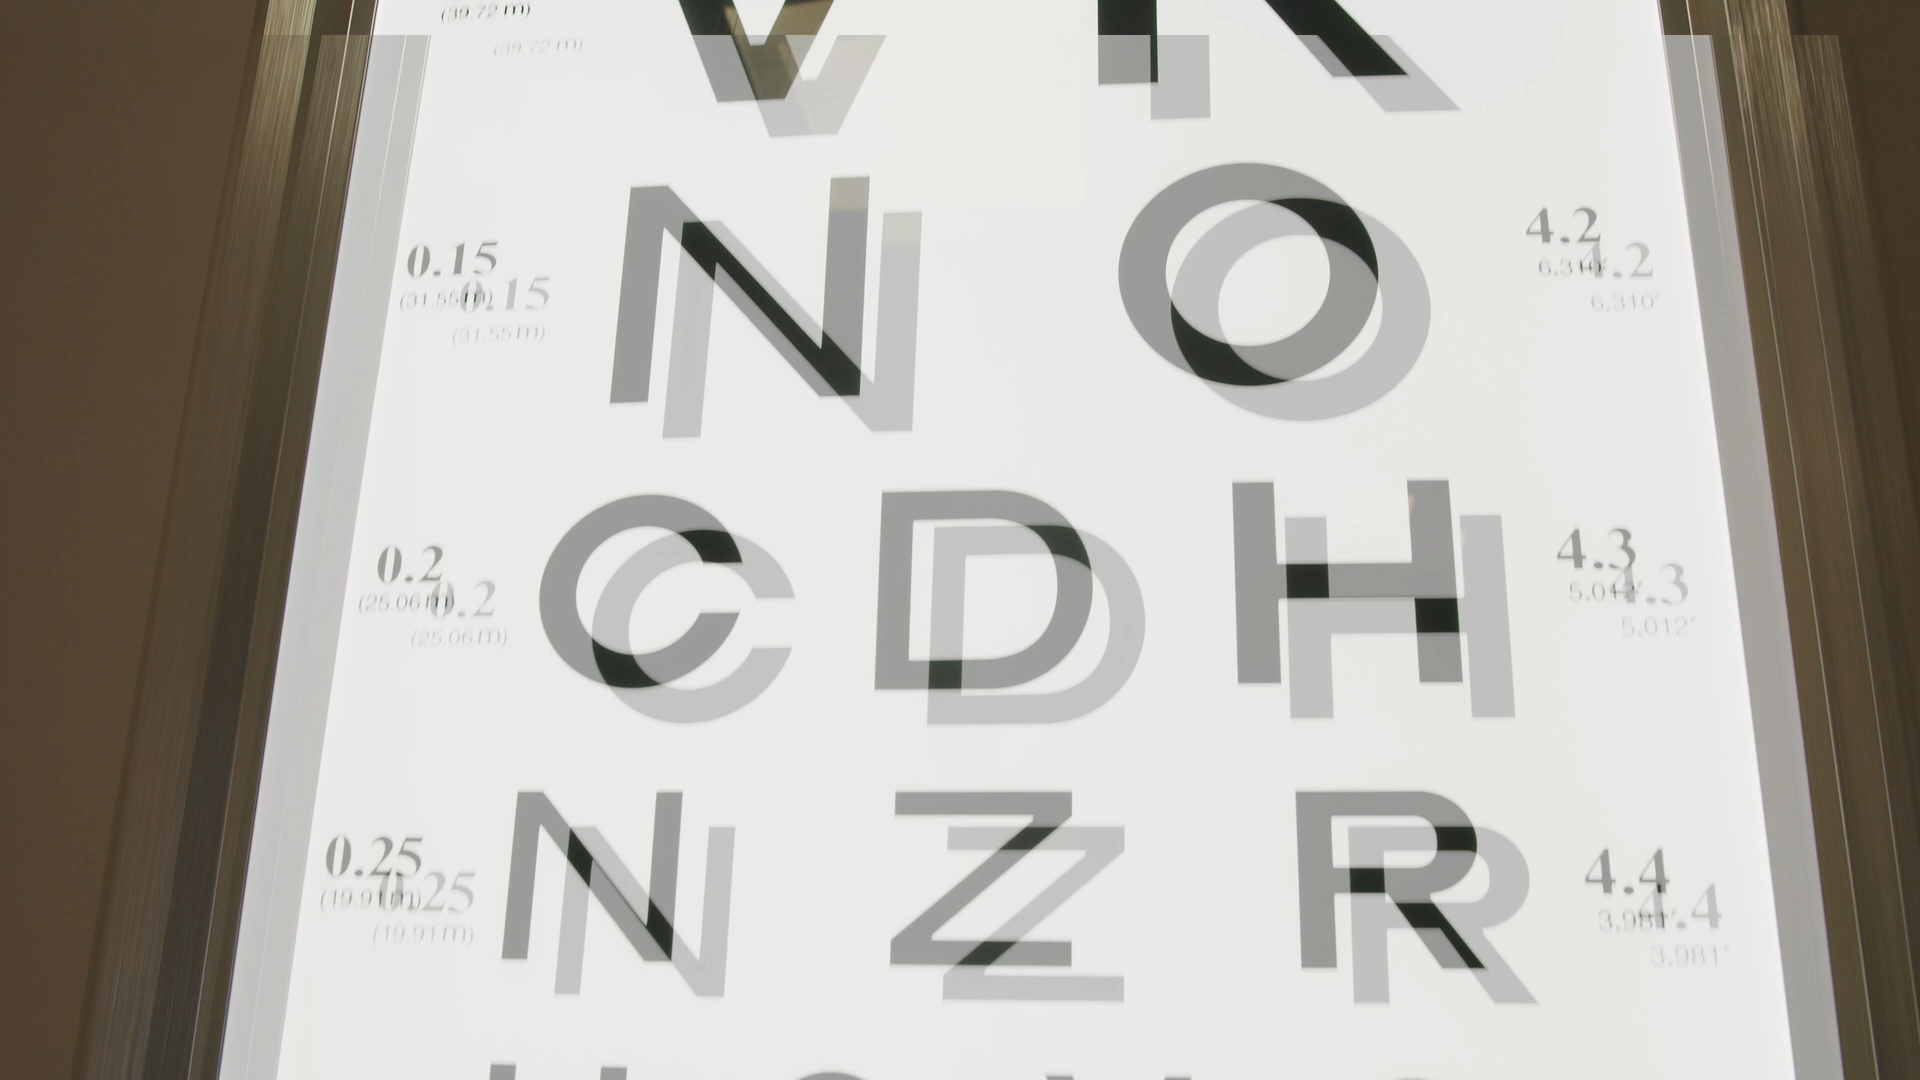 (39.72 m) V K
0.15 (31.55 m) N O 4.2 6.310′
0.2 (25.06 m) C D H 4.3 5.012′
0.25 (19.91 m) N Z R 4.4 3.981′